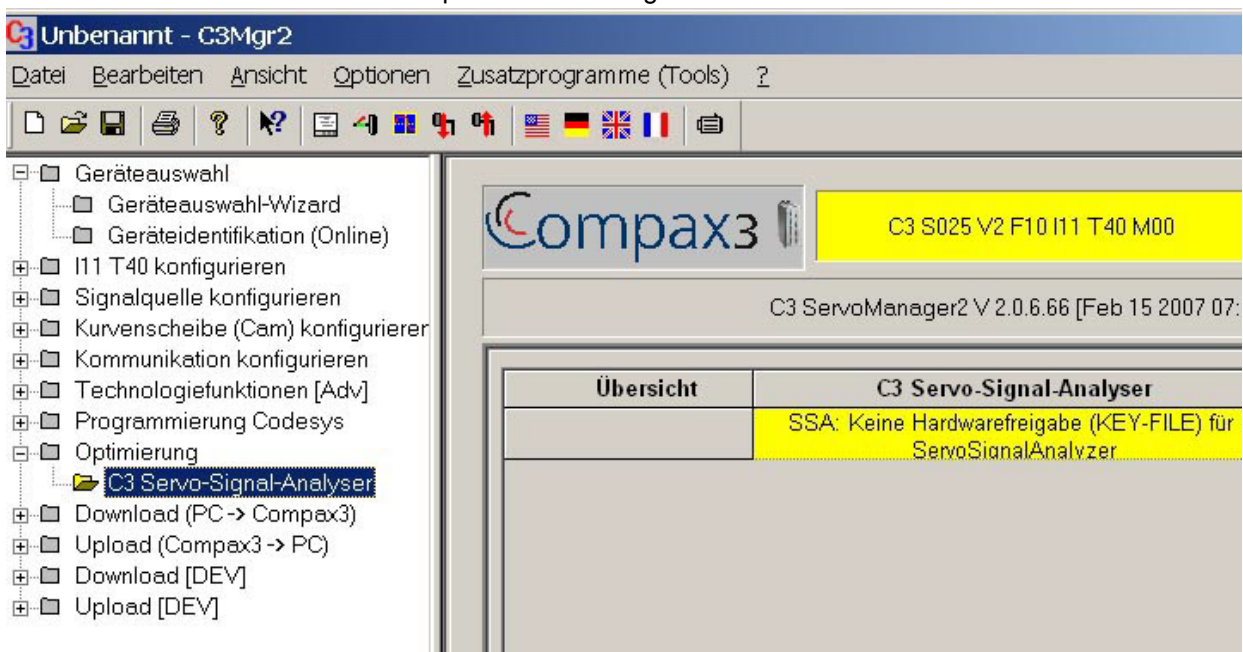 Unbenannt - C3Mgr2
Datei Bearbeiten Ansicht Optionen Zusatzprogramme (Tools) ?
Geräteauswahl
Geräteauswahl-Wizard
Geräteidentifikation (Online)
I11 T40 konfigurieren
Signalquelle konfigurieren
Kurvenscheibe (Cam) konfigurieren
Kommunikation konfigurieren
Technologiefunktionen [Adv]
Programmierung Codesys
Optimierung
C3 Servo-Signal-Analyser
Download (PC -> Compax3)
Upload (Compax3 -> PC)
Download [DEV]
Upload [DEV]
Compax3
C3 S025 V2 F10 I11 T40 M00
C3 ServoManager2 V 2.0.6.66 [Feb 15 2007 07:
Übersicht
C3 Servo-Signal-Analyser
SSA: Keine Hardwarefreigabe (KEY-FILE) für
ServoSignalAnalyzer